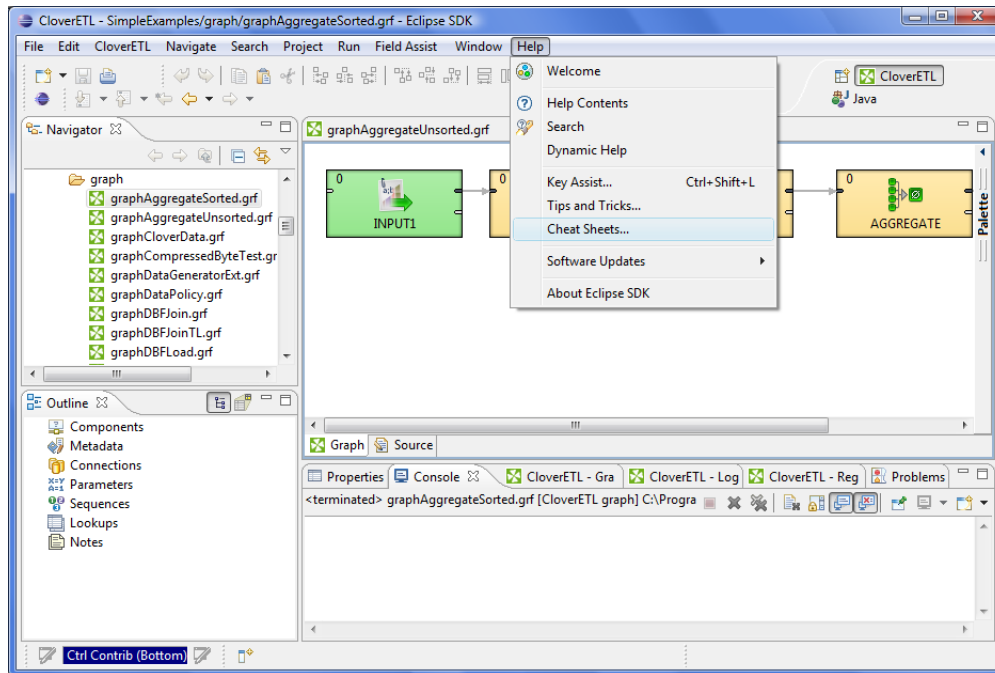 CloverETL - SimpleExamples/graph/graphAggregateSorted.grf - Eclipse SDK
File Edit CloverETL Navigate Search Project Run Field Assist Window Help
CloverETL
Java
Welcome
Help Contents
Search
Dynamic Help
Key Assist... Ctrl+Shift+L
Tips and Tricks...
Cheat Sheets...
Software Updates
About Eclipse SDK
Navigator
graph
graphAggregateSorted.grf
graphAggregateUnsorted.grf
graphCloverData.grf
graphCompressedByteTest.gr
graphDataGeneratorExt.grf
graphDataPolicy.grf
graphDBFJoin.grf
graphDBFJoinTL.grf
graphDBFLoad.grf
graphAggregateUnsorted.grf
0
INPUT1
0
0
AGGREGATE
Palette
Graph Source
Outline
Components
Metadata
Connections
Parameters
Sequences
Lookups
Notes
Properties Console CloverETL - Gra CloverETL - Log CloverETL - Reg Problems
<terminated> graphAggregateSorted.grf [CloverETL graph] C:\Progra
Ctrl Contrib (Bottom)